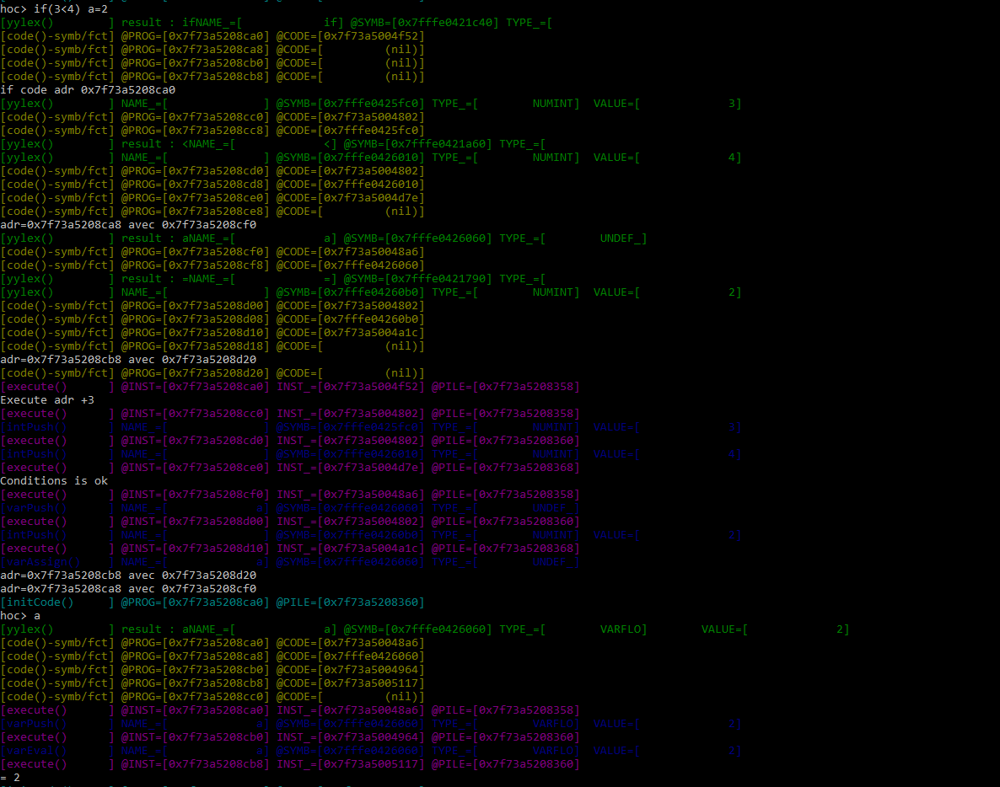 hoc> if(3<4) a=2
[yylex()        ] result : ifNAME_=[            if] @SYMB=[0x7fffe0421c40] TYPE_=[
[code()-symb/fct] @PROG=[0x7f73a5208ca0] @CODE=[0x7f73a5004f52]
[code()-symb/fct] @PROG=[0x7f73a5208ca8] @CODE=[         (nil)]
[code()-symb/fct] @PROG=[0x7f73a5208cb0] @CODE=[         (nil)]
[code()-symb/fct] @PROG=[0x7f73a5208cb8] @CODE=[         (nil)]
if code adr 0x7f73a5208ca0
[yylex()        ] NAME_=[              ] @SYMB=[0x7fffe0425fc0] TYPE_=[        NUMINT]  VALUE=[             3]
[code()-symb/fct] @PROG=[0x7f73a5208cc0] @CODE=[0x7f73a5004802]
[code()-symb/fct] @PROG=[0x7f73a5208cc8] @CODE=[0x7fffe0425fc0]
[yylex()        ] result : <NAME_=[             <] @SYMB=[0x7fffe0421a60] TYPE_=[
[yylex()        ] NAME_=[              ] @SYMB=[0x7fffe0426010] TYPE_=[        NUMINT]  VALUE=[             4]
[code()-symb/fct] @PROG=[0x7f73a5208cd0] @CODE=[0x7f73a5004802]
[code()-symb/fct] @PROG=[0x7f73a5208cd8] @CODE=[0x7fffe0426010]
[code()-symb/fct] @PROG=[0x7f73a5208ce0] @CODE=[0x7f73a5004d7e]
[code()-symb/fct] @PROG=[0x7f73a5208ce8] @CODE=[         (nil)]
adr=0x7f73a5208ca8 avec 0x7f73a5208cf0
[yylex()        ] result : aNAME_=[             a] @SYMB=[0x7fffe0426060] TYPE_=[        UNDEF_]
[code()-symb/fct] @PROG=[0x7f73a5208cf0] @CODE=[0x7f73a50048a6]
[code()-symb/fct] @PROG=[0x7f73a5208cf8] @CODE=[0x7fffe0426060]
[yylex()        ] result : =NAME_=[             =] @SYMB=[0x7fffe0421790] TYPE_=[
[yylex()        ] NAME_=[              ] @SYMB=[0x7fffe04260b0] TYPE_=[        NUMINT]  VALUE=[             2]
[code()-symb/fct] @PROG=[0x7f73a5208d00] @CODE=[0x7f73a5004802]
[code()-symb/fct] @PROG=[0x7f73a5208d08] @CODE=[0x7fffe04260b0]
[code()-symb/fct] @PROG=[0x7f73a5208d10] @CODE=[0x7f73a5004a1c]
[code()-symb/fct] @PROG=[0x7f73a5208d18] @CODE=[         (nil)]
adr=0x7f73a5208cb8 avec 0x7f73a5208d20
[code()-symb/fct] @PROG=[0x7f73a5208d20] @CODE=[         (nil)]
[execute()      ] @INST=[0x7f73a5208ca0] INST_=[0x7f73a5004f52] @PILE=[0x7f73a5208358]
Execute adr +3
[execute()      ] @INST=[0x7f73a5208cc0] INST_=[0x7f73a5004802] @PILE=[0x7f73a5208358]
[intPush()      ] NAME_=[              ] @SYMB=[0x7fffe0425fc0] TYPE_=[        NUMINT]  VALUE=[             3]
[execute()      ] @INST=[0x7f73a5208cd0] INST_=[0x7f73a5004802] @PILE=[0x7f73a5208360]
[intPush()      ] NAME_=[              ] @SYMB=[0x7fffe0426010] TYPE_=[        NUMINT]  VALUE=[             4]
[execute()      ] @INST=[0x7f73a5208ce0] INST_=[0x7f73a5004d7e] @PILE=[0x7f73a5208368]
Conditions is ok
[execute()      ] @INST=[0x7f73a5208cf0] INST_=[0x7f73a50048a6] @PILE=[0x7f73a5208358]
[varPush()      ] NAME_=[             a] @SYMB=[0x7fffe0426060] TYPE_=[        UNDEF_]
[execute()      ] @INST=[0x7f73a5208d00] INST_=[0x7f73a5004802] @PILE=[0x7f73a5208360]
[intPush()      ] NAME_=[              ] @SYMB=[0x7fffe04260b0] TYPE_=[        NUMINT]  VALUE=[             2]
[execute()      ] @INST=[0x7f73a5208d10] INST_=[0x7f73a5004a1c] @PILE=[0x7f73a5208368]
[varAssign()    ] NAME_=[             a] @SYMB=[0x7fffe0426060] TYPE_=[        UNDEF_]
adr=0x7f73a5208cb8 avec 0x7f73a5208d20
adr=0x7f73a5208ca8 avec 0x7f73a5208cf0
[initCode()     ] @PROG=[0x7f73a5208ca0] @PILE=[0x7f73a5208360]
hoc> a
[yylex()        ] result : aNAME_=[             a] @SYMB=[0x7fffe0426060] TYPE_=[        VARFLO]        VALUE=[             2]
[code()-symb/fct] @PROG=[0x7f73a5208ca0] @CODE=[0x7f73a50048a6]
[code()-symb/fct] @PROG=[0x7f73a5208ca8] @CODE=[0x7fffe0426060]
[code()-symb/fct] @PROG=[0x7f73a5208cb0] @CODE=[0x7f73a5004964]
[code()-symb/fct] @PROG=[0x7f73a5208cb8] @CODE=[0x7f73a5005117]
[code()-symb/fct] @PROG=[0x7f73a5208cc0] @CODE=[         (nil)]
[execute()      ] @INST=[0x7f73a5208ca0] INST_=[0x7f73a50048a6] @PILE=[0x7f73a5208358]
[varPush()      ] NAME_=[             a] @SYMB=[0x7fffe0426060] TYPE_=[        VARFLO]  VALUE=[             2]
[execute()      ] @INST=[0x7f73a5208cb0] INST_=[0x7f73a5004964] @PILE=[0x7f73a5208360]
[varEval()      ] NAME_=[             a] @SYMB=[0x7fffe0426060] TYPE_=[        VARFLO]  VALUE=[             2]
[execute()      ] @INST=[0x7f73a5208cb8] INST_=[0x7f73a5005117] @PILE=[0x7f73a5208360]
= 2